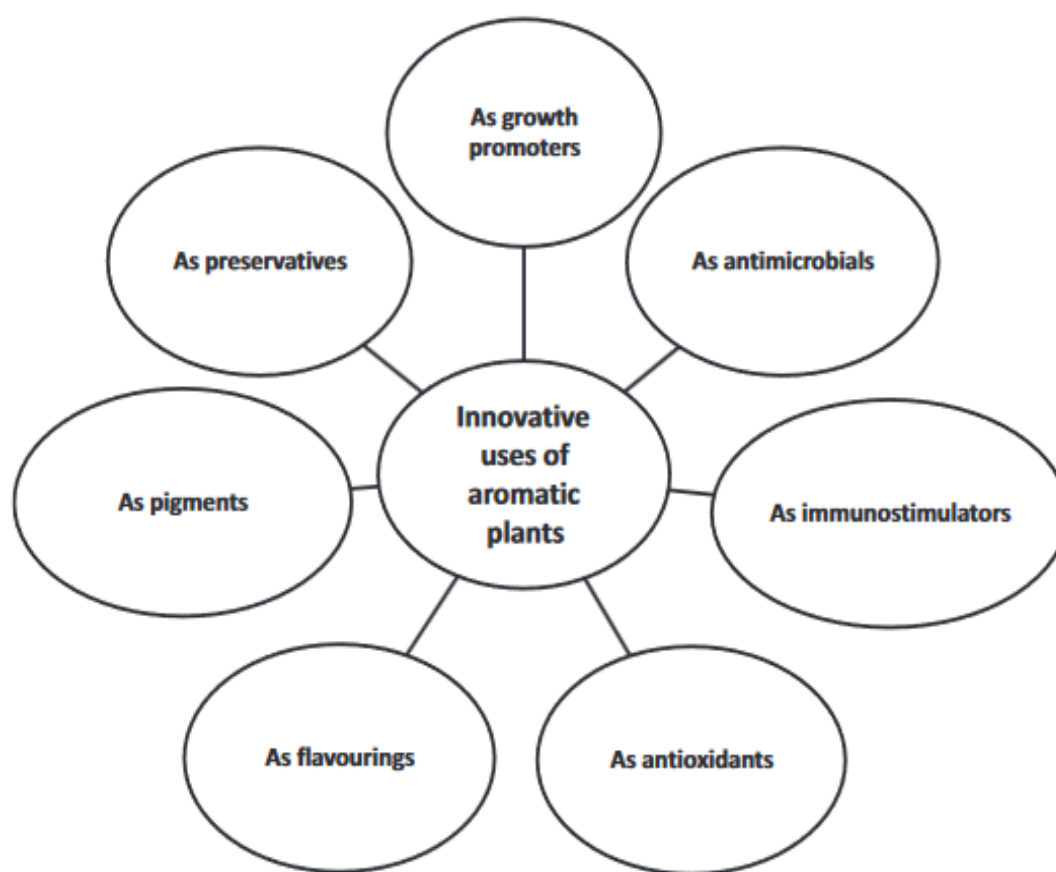 As growth
promoters
As preservatives
As antimicrobials
Innovative
uses of
aromatic
plants
As pigments
As immunostimulators
As flavourings
As antioxidants